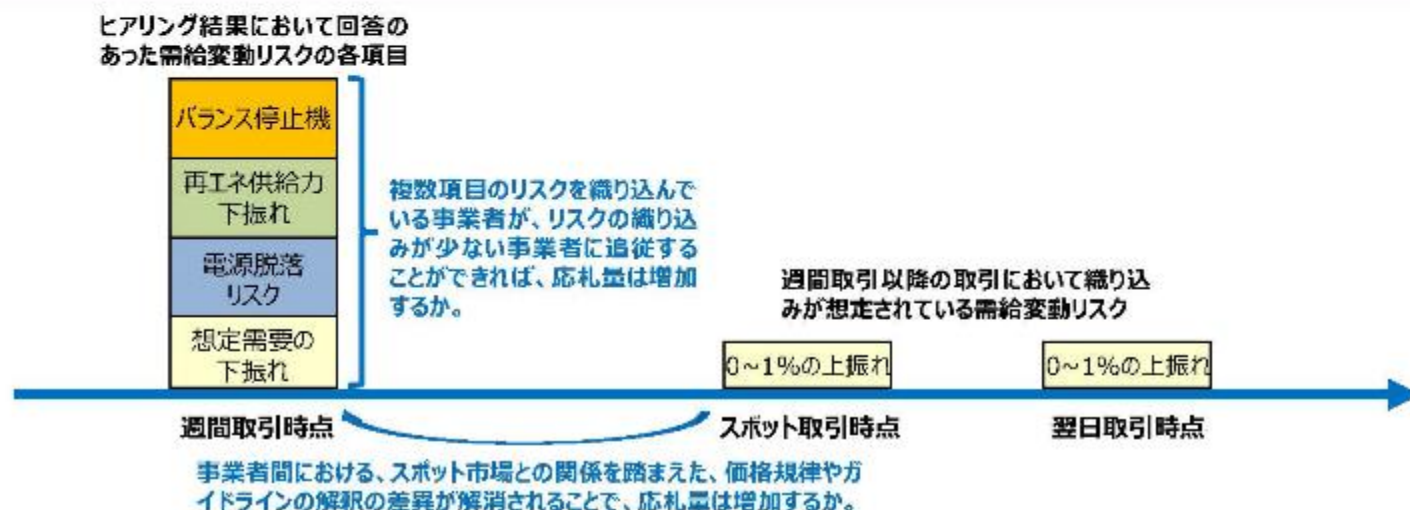 ヒアリング結果において回答の
あった需給変動リスクの各項目
バランス停止機
再エネ供給力
下振れ
電源脱落
リスク
想定需要の
下振れ
複数項目のリスクを織り込んで
いる事業者が、リスクの織り込
みが少ない事業者に追従する
ことができれば、応札量は増加
するか。
週間取引以降の取引において織り込
みが想定されている需給変動リスク
0~1%の上振れ
0~1%の上振れ
週間取引時点
スポット取引時点
翌日取引時点
事業者間における、スポット市場との関係を踏まえた、価格規律やガ
イドラインの解釈の差異が解消されることで、応札量は増加するか。